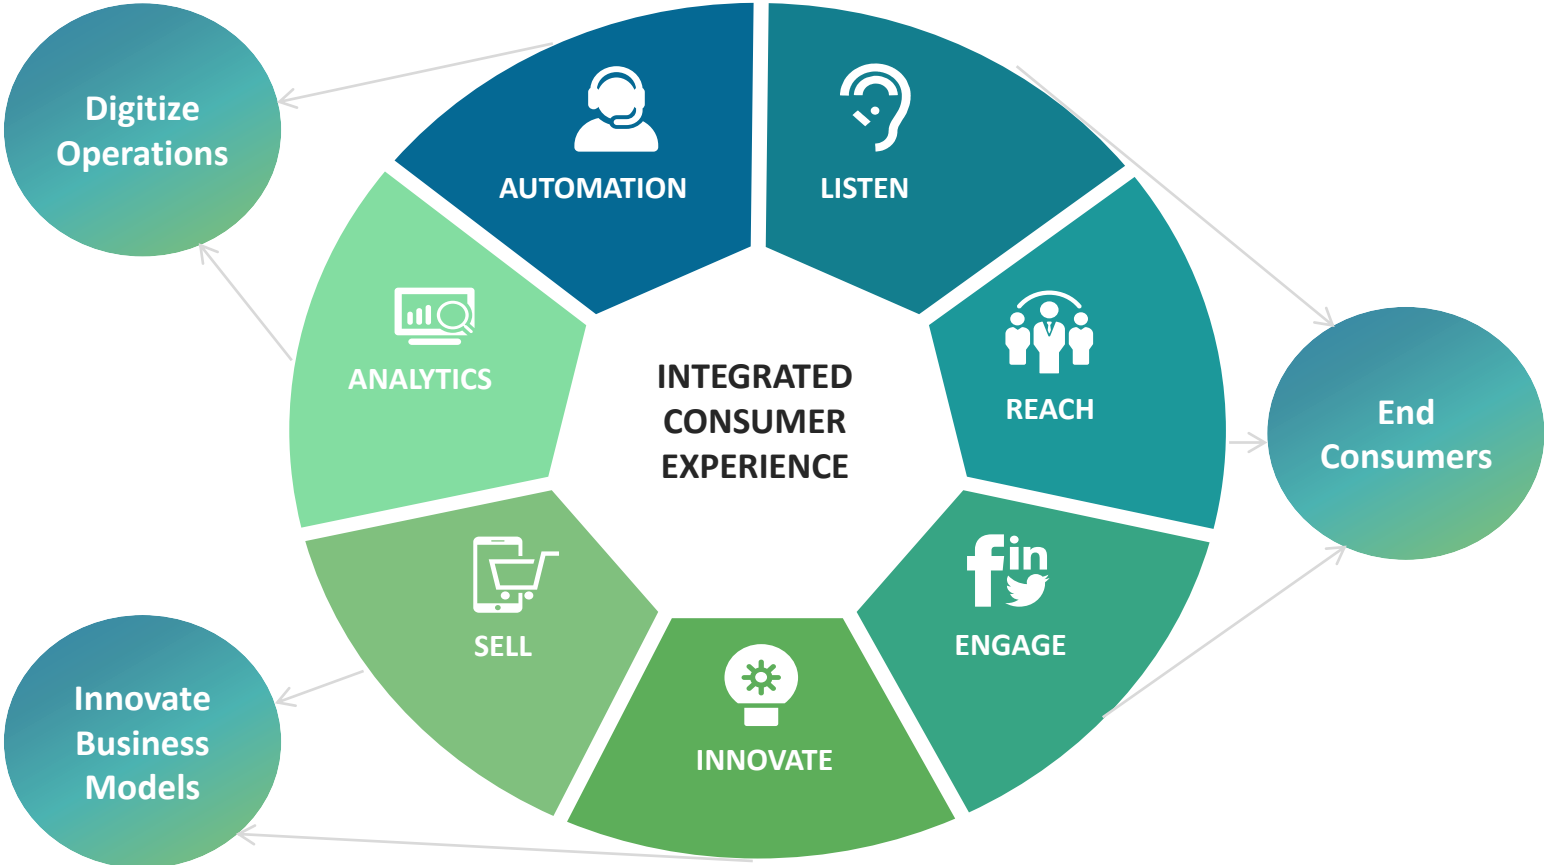 Digitize
Operations
AUTOMATION
LISTEN
ANALYTICS
REACH
INTEGRATED
CONSUMER
EXPERIENCE
End
Consumers
SELL
ENGAGE
INNOVATE
Innovate
Business
Models